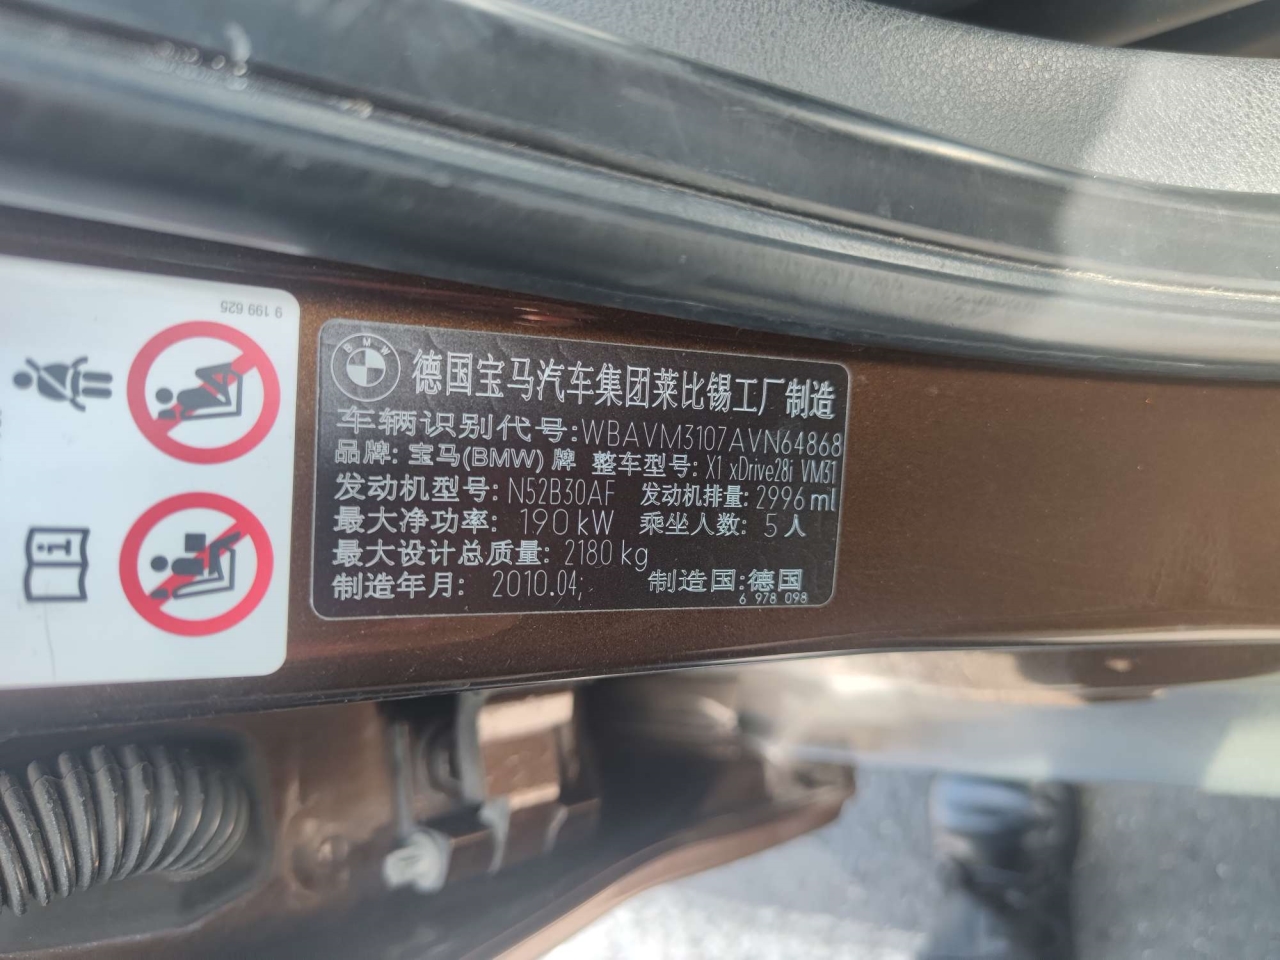 9 199 625
BMW
德国宝马汽车集团莱比锡工厂制造
车辆识别代号:WBAVM3107AVN64868
品牌: 宝马(BMW) 牌 整车型号: X1 xDrive28i VM31
发动机型号: N52B30AF 发动机排量: 2996 ml
最大净功率: 190 kW 乘坐人数: 5 人
最大设计总质量: 2180 kg
制造年月: 2010.04; 制造国:德国
6 978 098